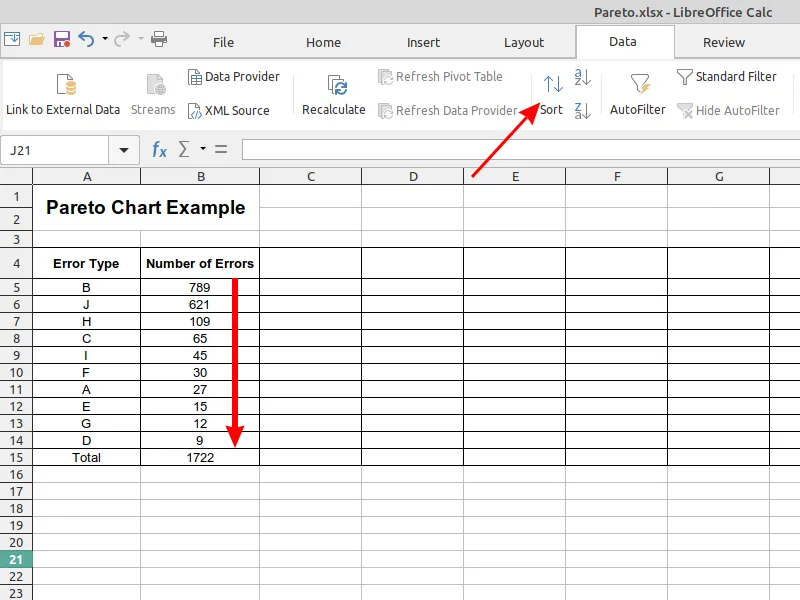 Pareto.xlsx - LibreOffice Calc
File Home Insert Layout Data Review
Link to External Data Streams Data Provider XML Source Recalculate Refresh Pivot Table Refresh Data Provider Sort AutoFilter Standard Filter Hide AutoFilter
J21 fx Σ =
A B C D E F G
1 Pareto Chart Example
2
3
4 Error Type Number of Errors
5 B 789
6 J 621
7 H 109
8 C 65
9 I 45
10 F 30
11 A 27
12 E 15
13 G 12
14 D 9
15 Total 1722
16
17
18
19
20
21
22
23